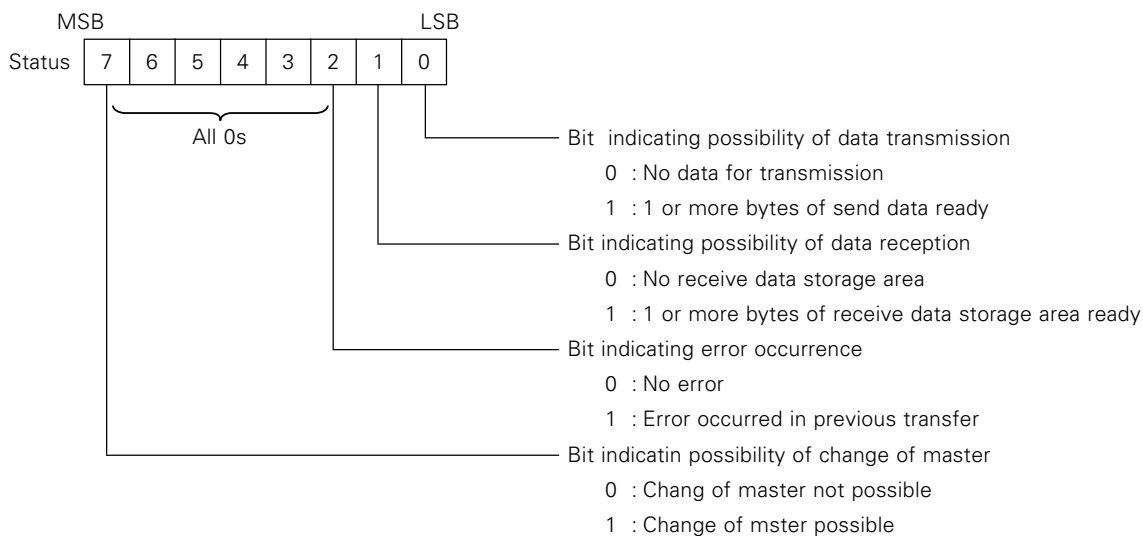 MSB LSB
Status 7 6 5 4 3 2 1 0
All 0s
Bit indicating possibility of data transmission
0 : No data for transmission
1 : 1 or more bytes of send data ready
Bit indicating possibility of data reception
0 : No receive data storage area
1 : 1 or more bytes of receive data storage area ready
Bit indicating error occurrence
0 : No error
1 : Error occurred in previous transfer
Bit indicatin possibility of change of master
0 : Chang of master not possible
1 : Change of mster possible